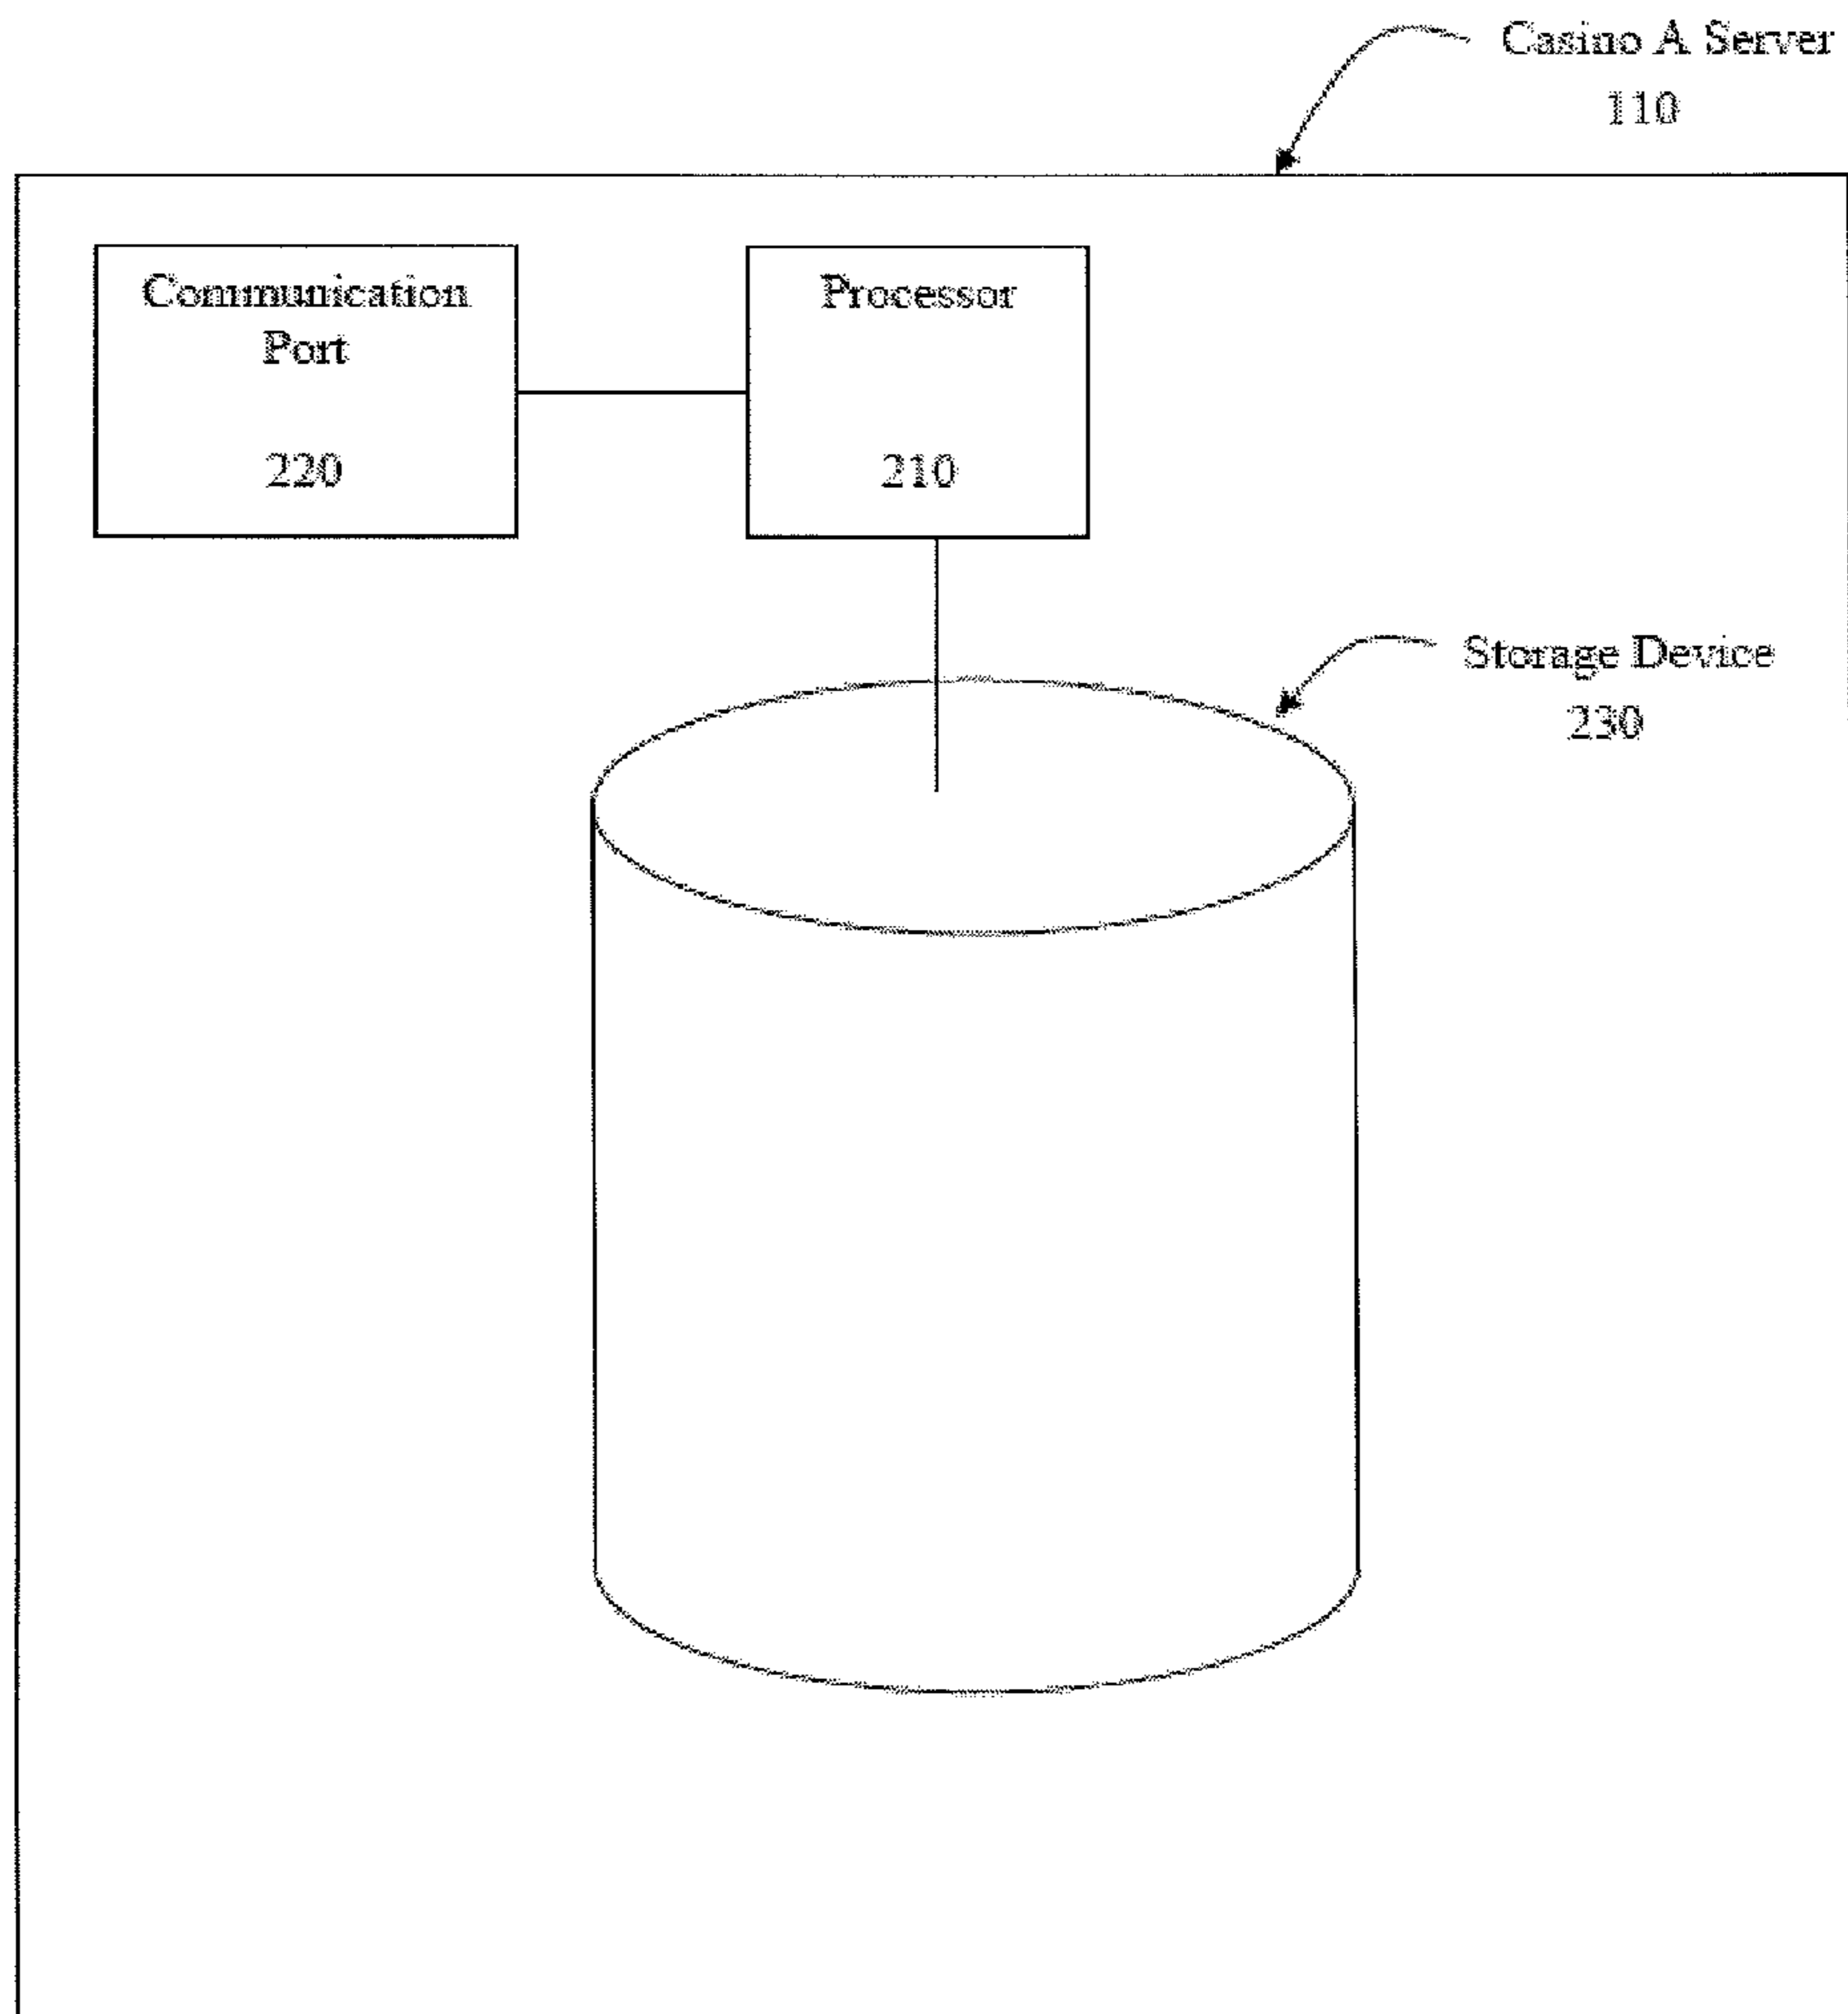 Casino A Server
110
Communication
Port
220
Processor
210
Storage Device
230